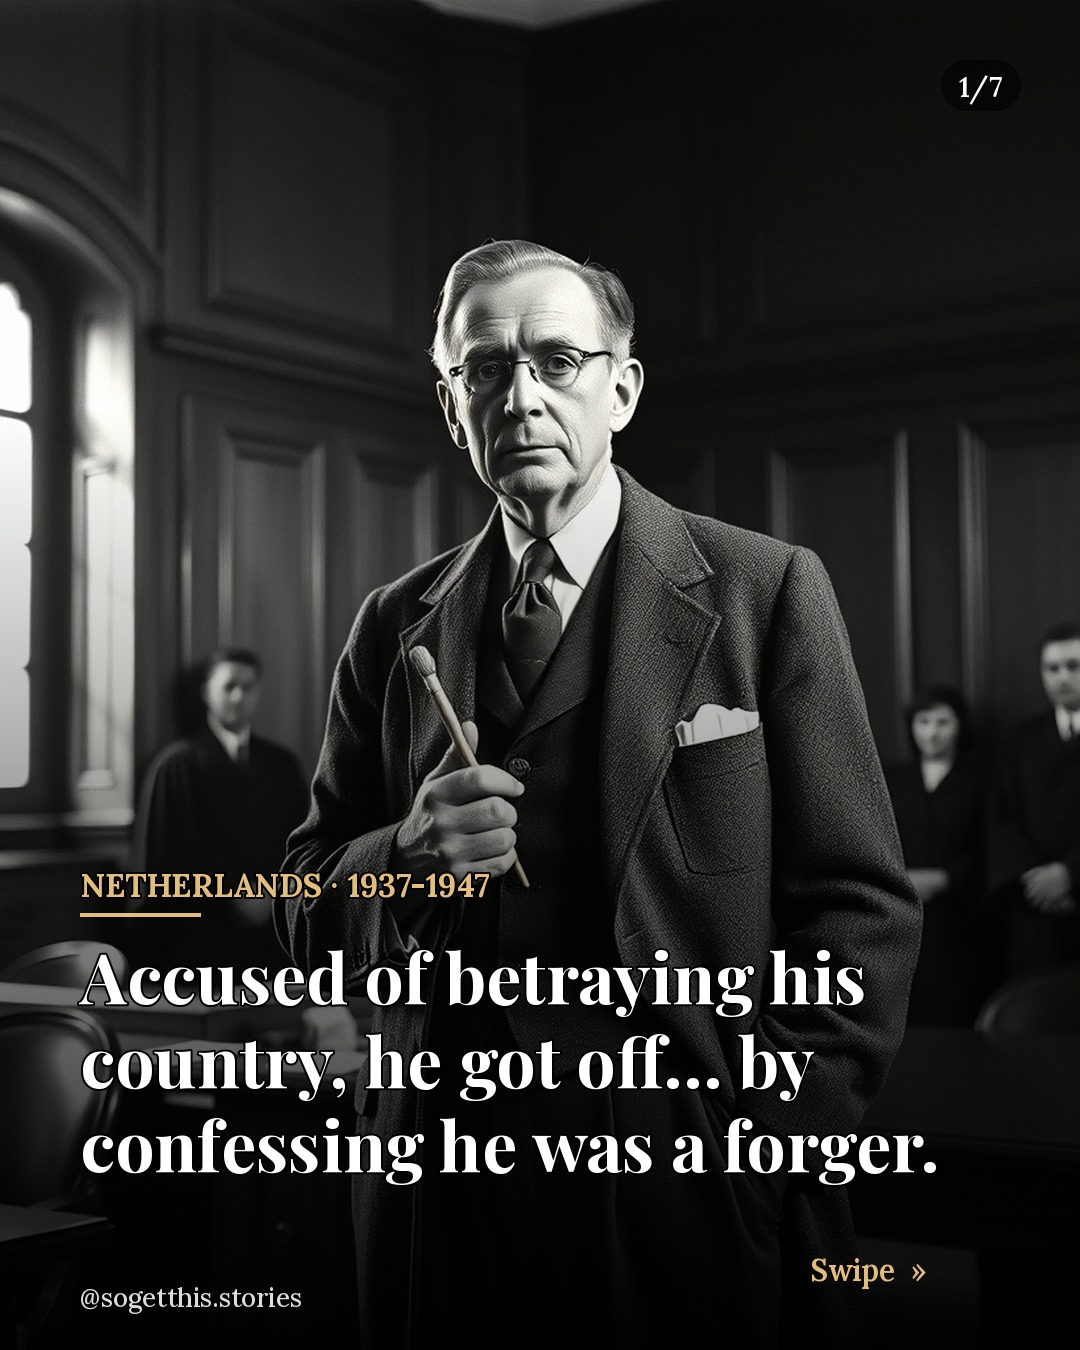 1/7
NETHERLANDS · 1937–1947
Accused of betraying his
country, he got off... by
confessing he was a forger.
Swipe »
@sogetthis.stories